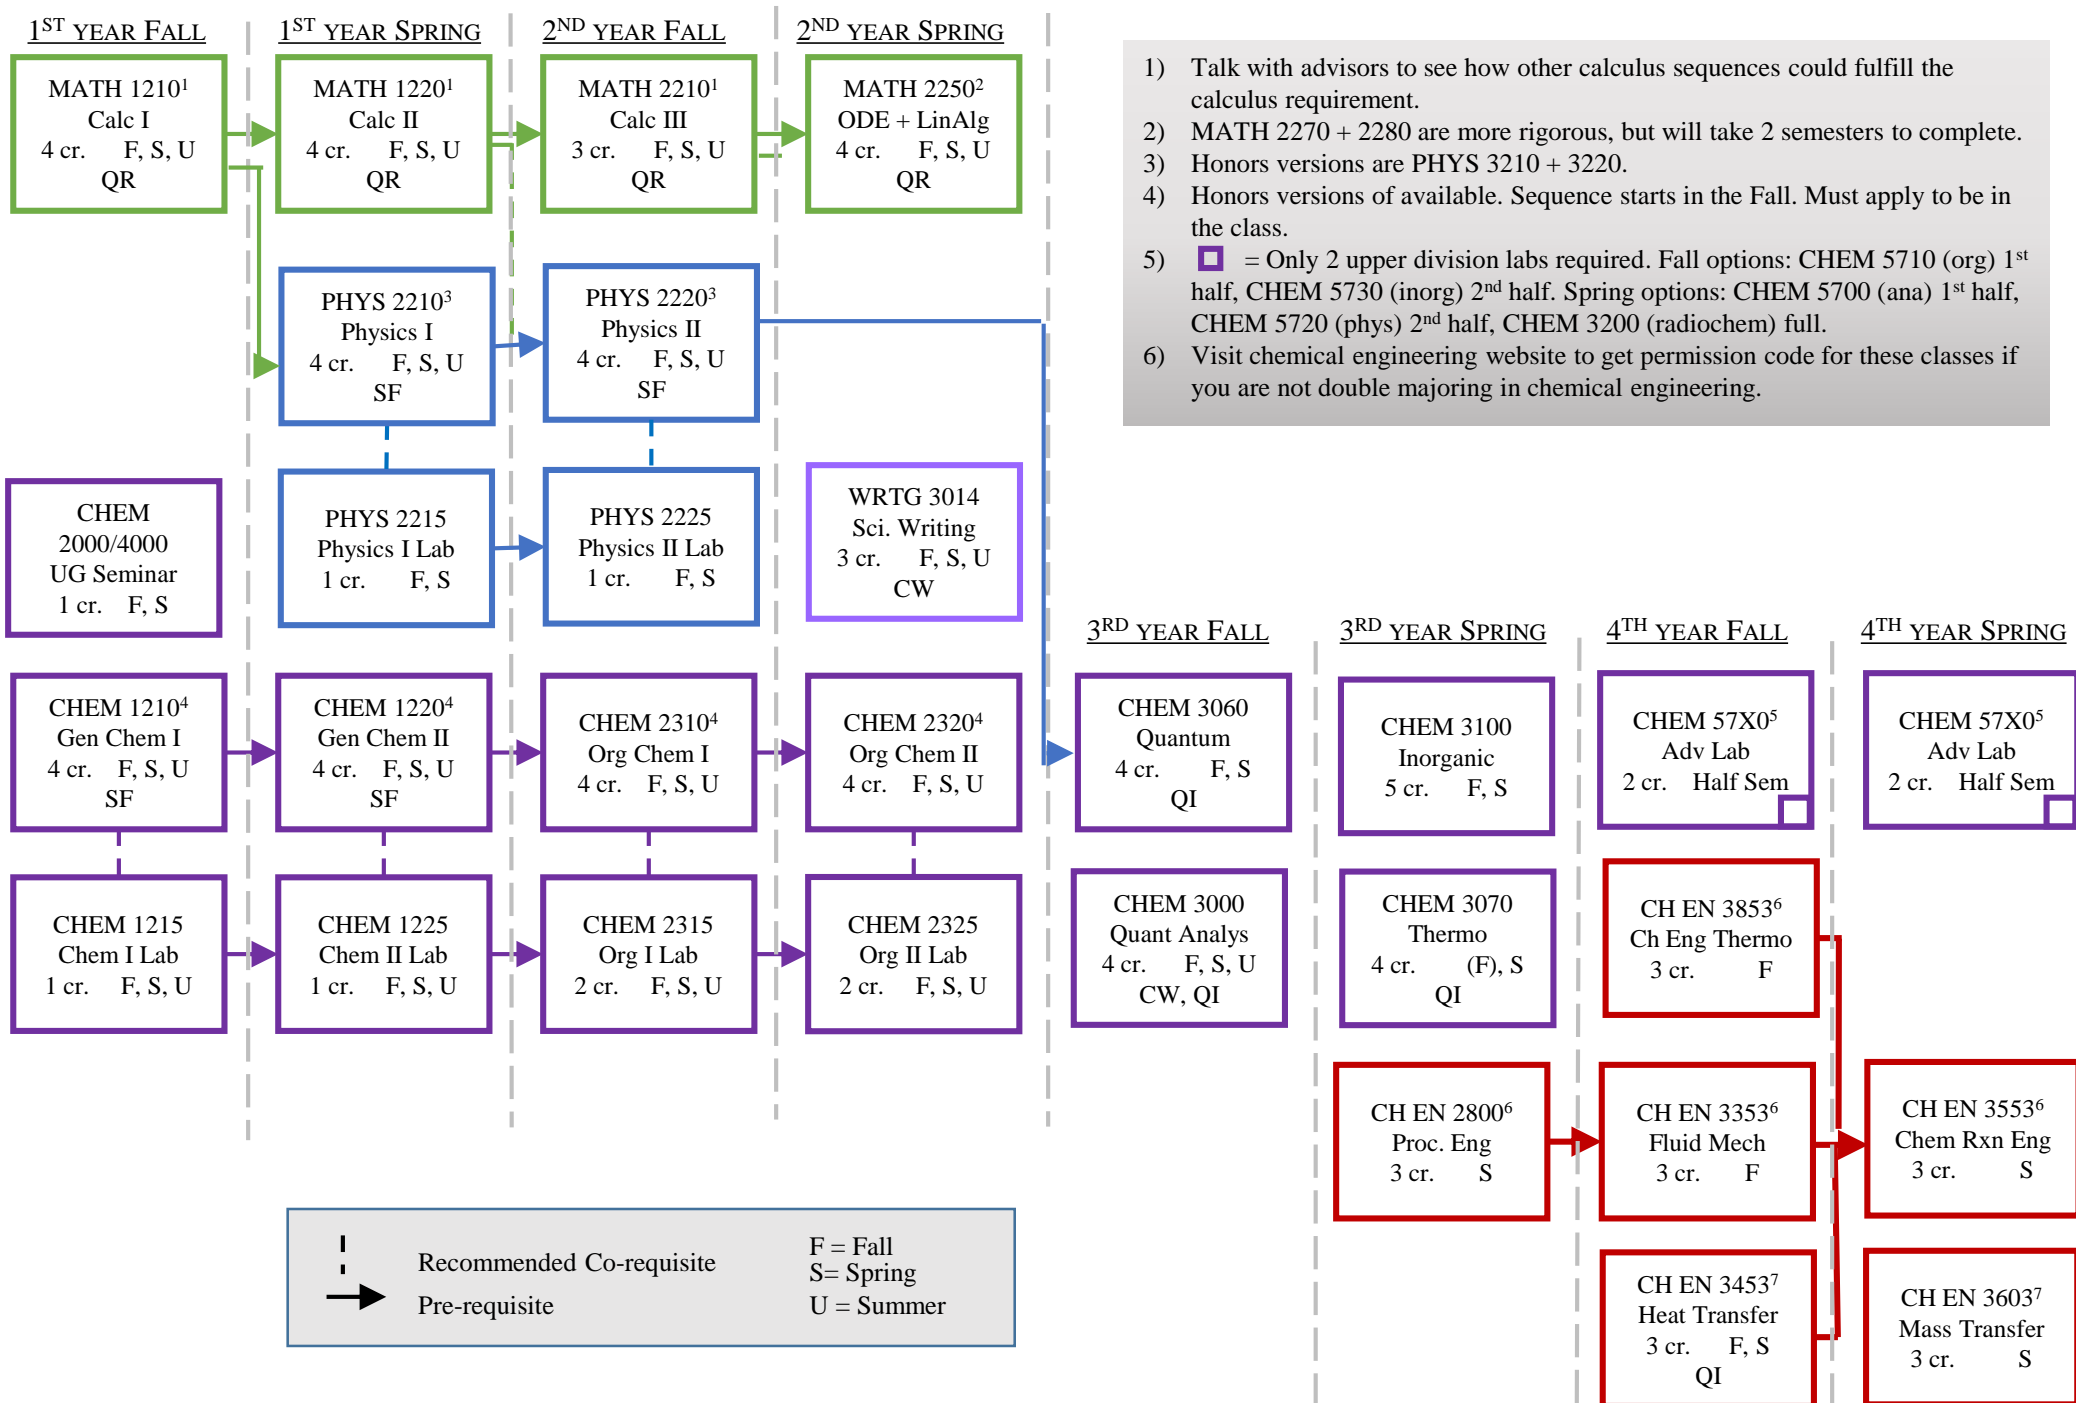 1ST YEAR FALL
1ST YEAR SPRING
2ND YEAR FALL
2ND YEAR SPRING
MATH 1210¹
Calc I
4 cr. F, S, U
QR
MATH 1220¹
Calc II
4 cr. F, S, U
QR
MATH 2210¹
Calc III
3 cr. F, S, U
QR
MATH 2250²
ODE + LinAlg
4 cr. F, S, U
QR
1) Talk with advisors to see how other calculus sequences could fulfill the
calculus requirement.
2) MATH 2270 + 2280 are more rigorous, but will take 2 semesters to complete.
3) Honors versions are PHYS 3210 + 3220.
4) Honors versions of available. Sequence starts in the Fall. Must apply to be in
the class.
5) = Only 2 upper division labs required. Fall options: CHEM 5710 (org) 1st
half, CHEM 5730 (inorg) 2nd half. Spring options: CHEM 5700 (ana) 1st half,
CHEM 5720 (phys) 2nd half, CHEM 3200 (radiochem) full.
6) Visit chemical engineering website to get permission code for these classes if
you are not double majoring in chemical engineering.
PHYS 2210³
Physics I
4 cr. F, S, U
SF
PHYS 2220³
Physics II
4 cr. F, S, U
SF
CHEM
2000/4000
UG Seminar
1 cr. F, S
PHYS 2215
Physics I Lab
1 cr. F, S
PHYS 2225
Physics II Lab
1 cr. F, S
WRTG 3014
Sci. Writing
3 cr. F, S, U
CW
3RD YEAR FALL
3RD YEAR SPRING
4TH YEAR FALL
4TH YEAR SPRING
CHEM 1210⁴
Gen Chem I
4 cr. F, S, U
SF
CHEM 1220⁴
Gen Chem II
4 cr. F, S, U
SF
CHEM 2310⁴
Org Chem I
4 cr. F, S, U
CHEM 2320⁴
Org Chem II
4 cr. F, S, U
CHEM 3060
Quantum
4 cr. F, S
QI
CHEM 3100
Inorganic
5 cr. F, S
CHEM 57X0⁵
Adv Lab
2 cr. Half Sem
CHEM 57X0⁵
Adv Lab
2 cr. Half Sem
CHEM 1215
Chem I Lab
1 cr. F, S, U
CHEM 1225
Chem II Lab
1 cr. F, S, U
CHEM 2315
Org I Lab
2 cr. F, S, U
CHEM 2325
Org II Lab
2 cr. F, S, U
CHEM 3000
Quant Analys
4 cr. F, S, U
CW, QI
CHEM 3070
Thermo
4 cr. (F), S
QI
CH EN 3853⁶
Ch Eng Thermo
3 cr. F
CH EN 2800⁶
Proc. Eng
3 cr. S
CH EN 3353⁶
Fluid Mech
3 cr. F
CH EN 3553⁶
Chem Rxn Eng
3 cr. S
CH EN 3453⁷
Heat Transfer
3 cr. F, S
QI
CH EN 3603⁷
Mass Transfer
3 cr. S
Recommended Co-requisite
Pre-requisite
F = Fall
S= Spring
U = Summer